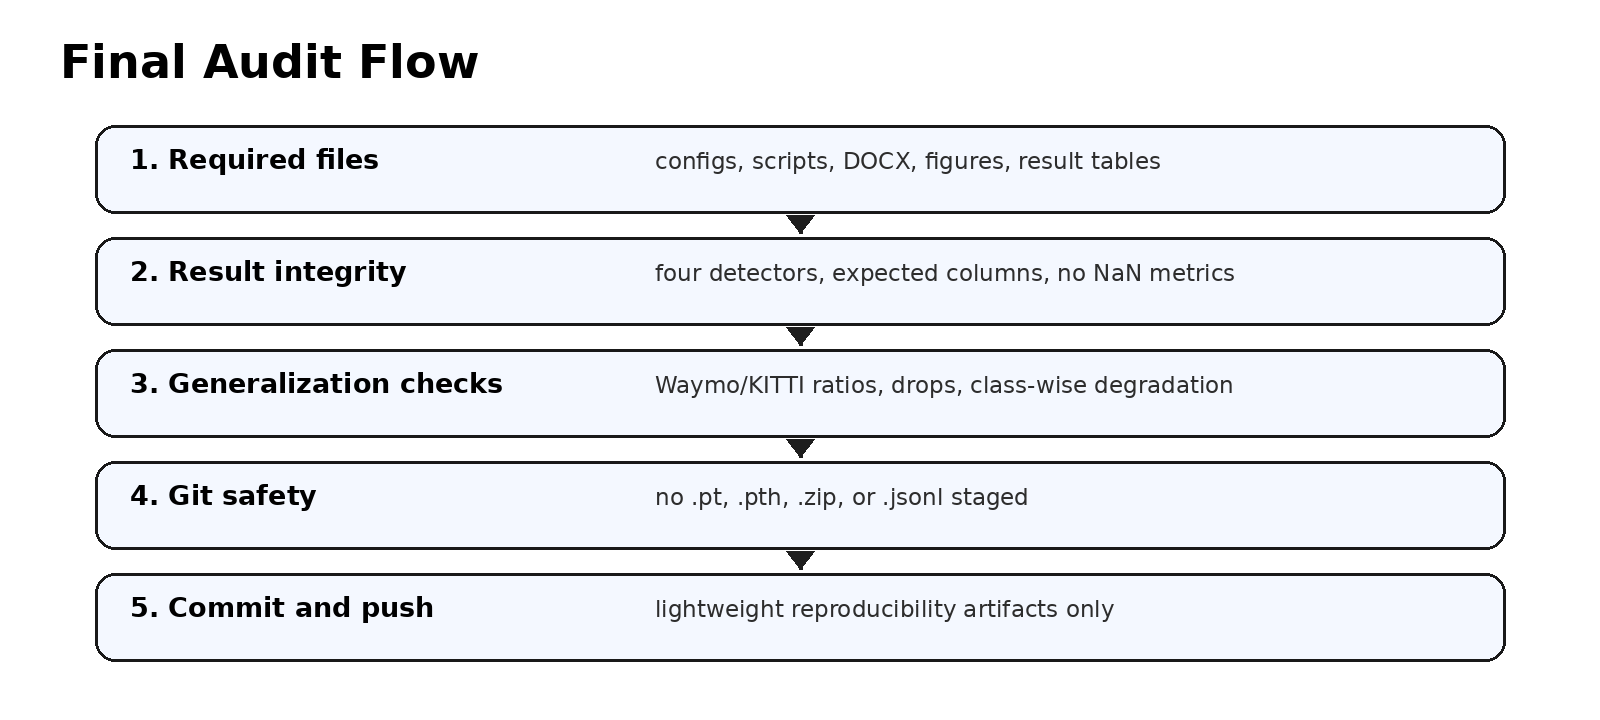 Final Audit Flow
1. Required files configs, scripts, DOCX, figures, result tables
2. Result integrity four detectors, expected columns, no NaN metrics
3. Generalization checks Waymo/KITTI ratios, drops, class-wise degradation
4. Git safety no .pt, .pth, .zip, or .jsonl staged
5. Commit and push lightweight reproducibility artifacts only